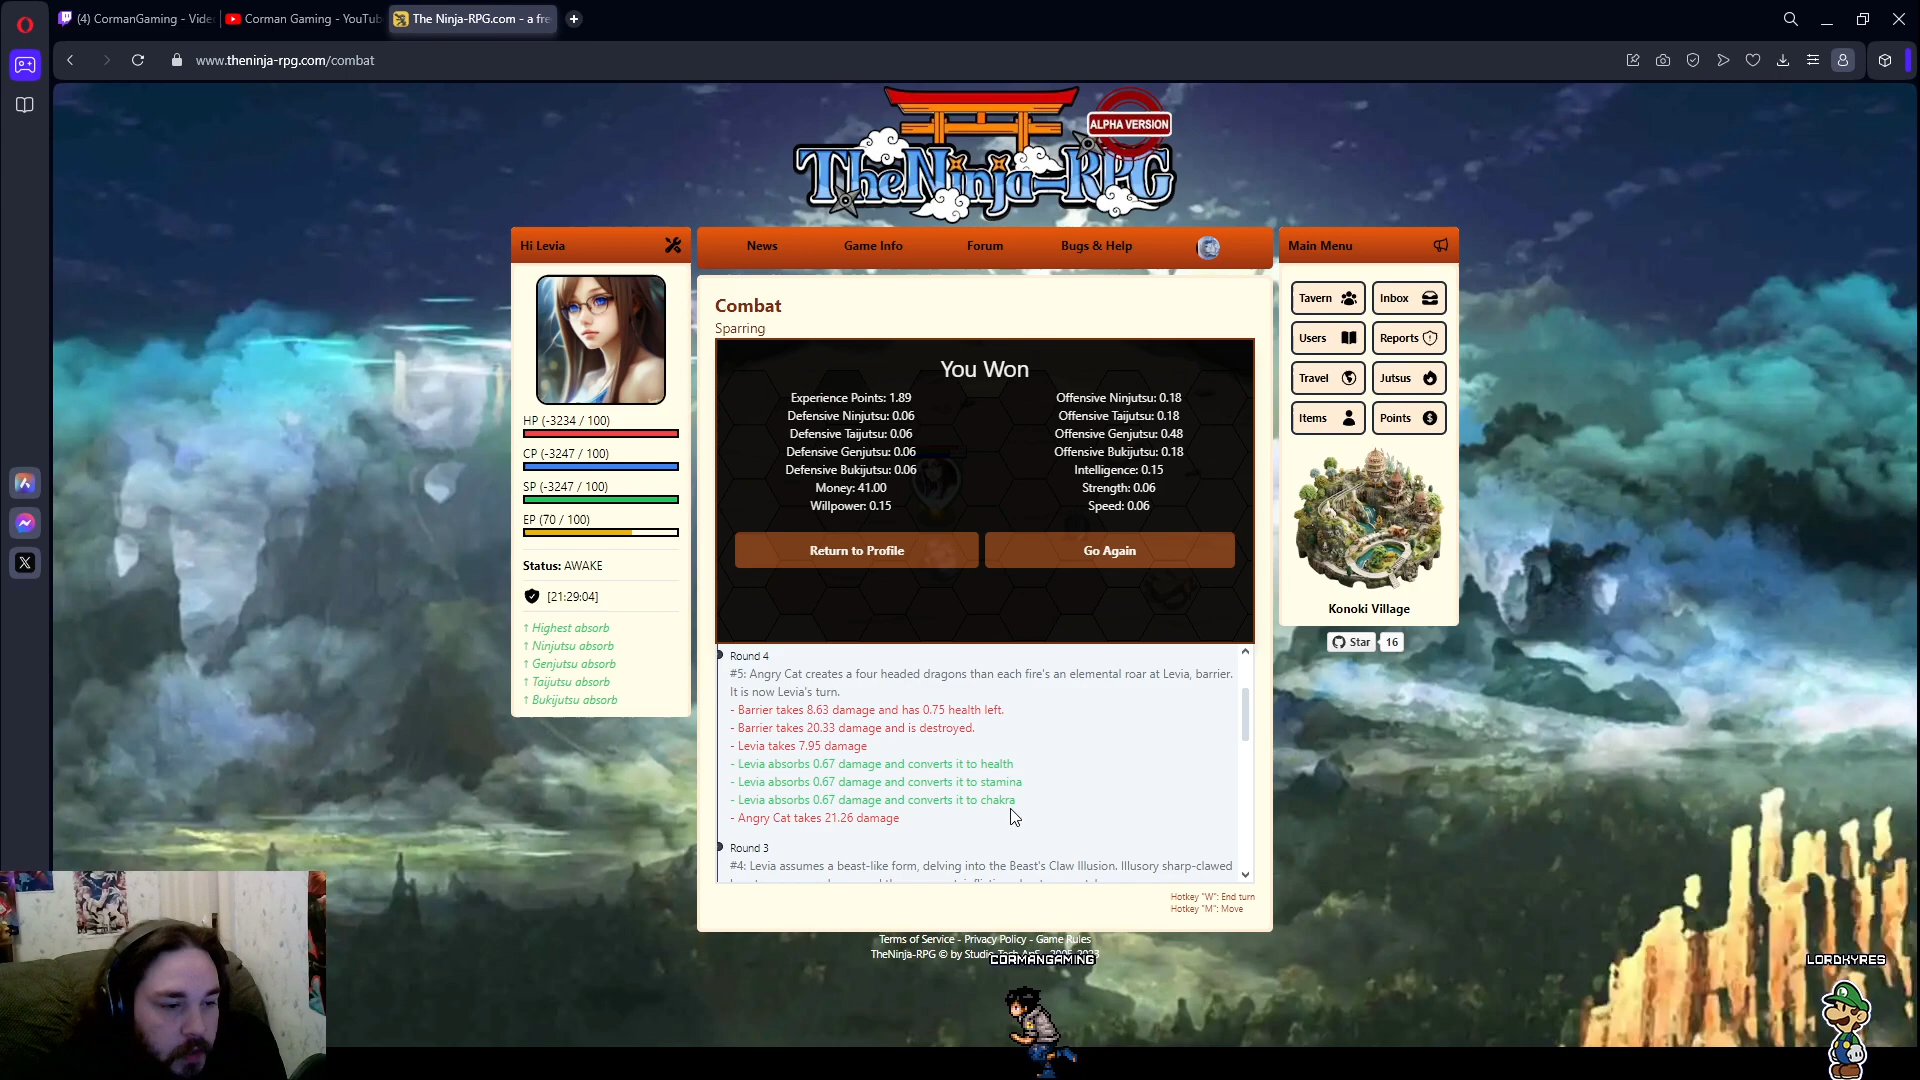 (4) CormanGaming - Vide
Corman Gaming - YouTub
The Ninja-RPG.com - a fre
www.theninja-rpg.com/combat
ALPHA VERSION
TheNinja-RPG
Hi Levia
News
Game Info
Forum
Bugs & Help
Main Menu
HP (-3234 / 100)
CP (-3247 / 100)
SP (-3247 / 100)
EP (70 / 100)
Status: AWAKE
[21:29:04]
↑ Highest absorb
↑ Ninjutsu absorb
↑ Genjutsu absorb
↑ Taijutsu absorb
↑ Bukijutsu absorb
Combat
Sparring
You Won
Experience Points: 1.89
Defensive Ninjutsu: 0.06
Defensive Taijutsu: 0.06
Defensive Genjutsu: 0.06
Defensive Bukijutsu: 0.06
Money: 41.00
Willpower: 0.15
Offensive Ninjutsu: 0.18
Offensive Taijutsu: 0.18
Offensive Genjutsu: 0.48
Offensive Bukijutsu: 0.18
Intelligence: 0.15
Strength: 0.06
Speed: 0.06
Return to Profile
Go Again
Round 4
#5: Angry Cat creates a four headed dragons than each fire's an elemental roar at Levia, barrier.
It is now Levia's turn.
- Barrier takes 8.63 damage and has 0.75 health left.
- Barrier takes 20.33 damage and is destroyed.
- Levia takes 7.95 damage
- Levia absorbs 0.67 damage and converts it to health
- Levia absorbs 0.67 damage and converts it to stamina
- Levia absorbs 0.67 damage and converts it to chakra
- Angry Cat takes 21.26 damage
Round 3
#4: Levia assumes a beast-like form, delving into the Beast's Claw Illusion. Illusory sharp-clawed
Hotkey "W": End turn
Hotkey "M": Move
Tavern
Inbox
Users
Reports
Travel
Jutsus
Items
Points
Konoki Village
Star
16
Terms of Service - Privacy Policy - Game Rules
TheNinja-RPG © by Studie-Tech ApS - 2005-2023
CORMANGAMING
LORDKYRES